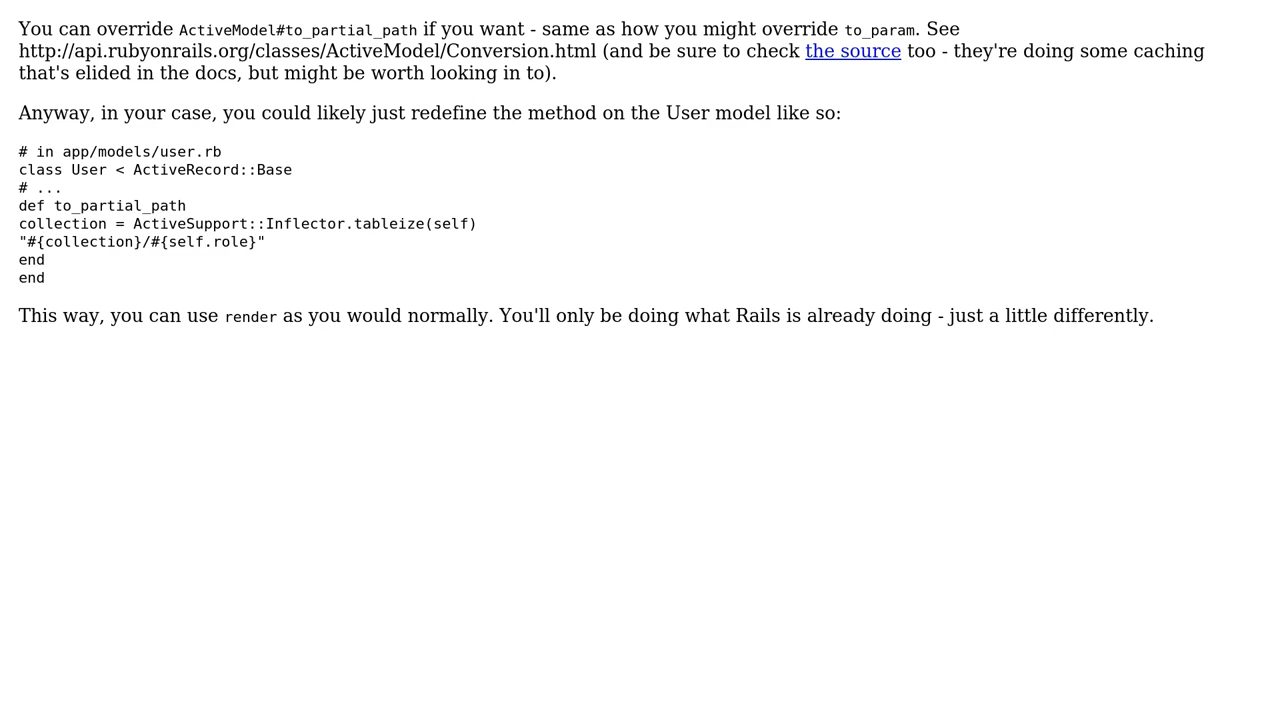 You can override ActiveModel#to_partial_path if you want - same as how you might override to_param. See
http://api.rubyonrails.org/classes/ActiveModel/Conversion.html (and be sure to check the source too - they're doing some caching
that's elided in the docs, but might be worth looking in to).
Anyway, in your case, you could likely just redefine the method on the User model like so:
# in app/models/user.rb
class User < ActiveRecord::Base
# ...
def to_partial_path
collection = ActiveSupport::Inflector.tableize(self)
"#{collection}/#{self.role}"
end
end
This way, you can use render as you would normally. You'll only be doing what Rails is already doing - just a little differently.